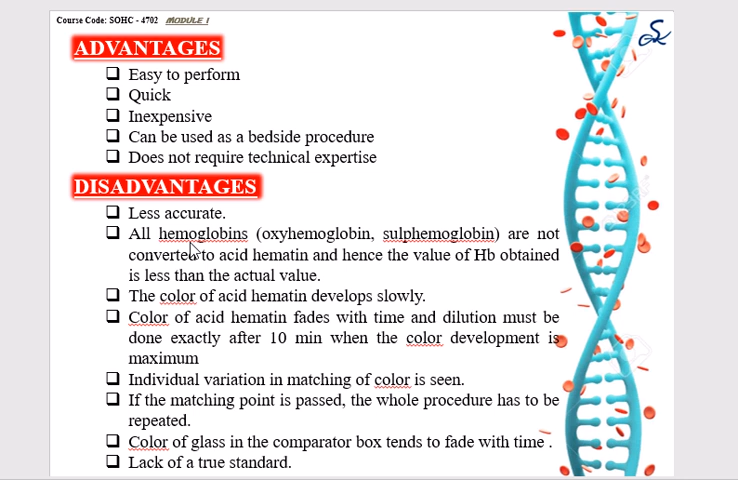 Course Code: SOHC - 4702 MODULE 1
ADVANTAGES
❑ Easy to perform
❑ Quick
❑ Inexpensive
❑ Can be used as a bedside procedure
❑ Does not require technical expertise
DISADVANTAGES
❑ Less accurate.
❑ All hemoglobins (oxyhemoglobin, sulphemoglobin) are not
converted to acid hematin and hence the value of Hb obtained
is less than the actual value.
❑ The color of acid hematin develops slowly.
❑ Color of acid hematin fades with time and dilution must be
done exactly after 10 min when the color development is
maximum
❑ Individual variation in matching of color is seen.
❑ If the matching point is passed, the whole procedure has to be
repeated.
❑ Color of glass in the comparator box tends to fade with time .
❑ Lack of a true standard.